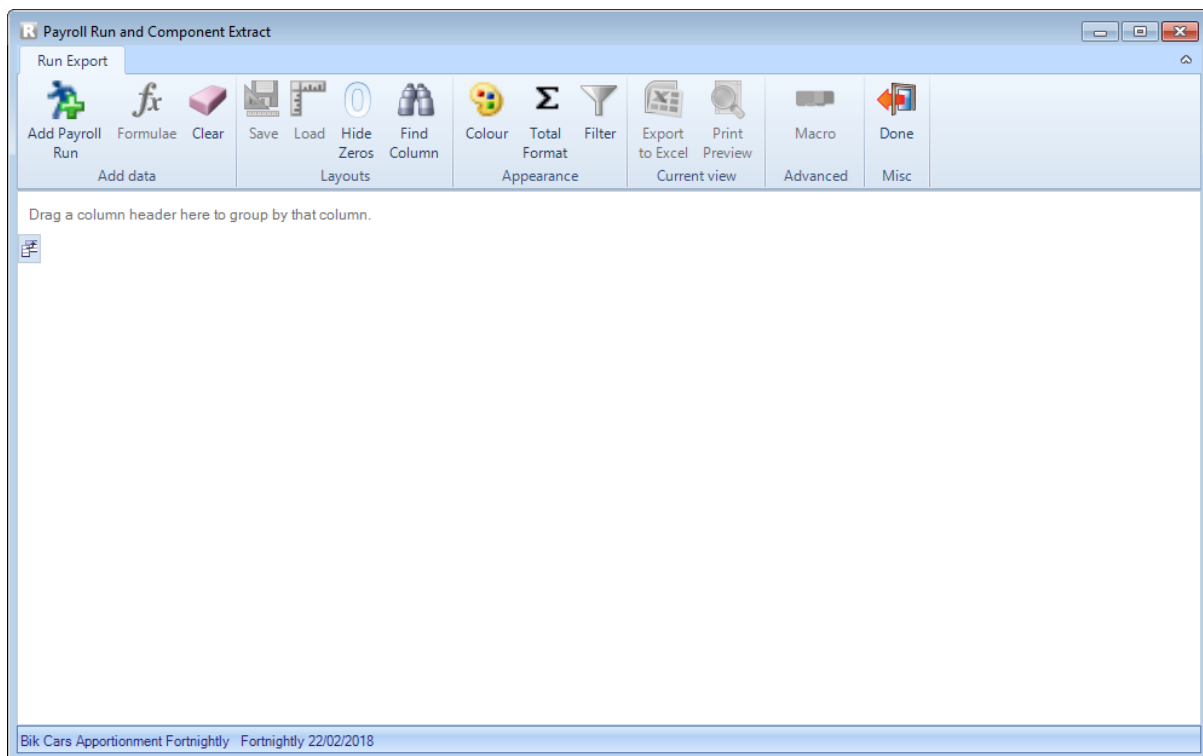 R Payroll Run and Component Extract
Run Export
Add Payroll Run
Formulae
Clear
Save
Load
Hide Zeros
Find Column
Colour
Total Format
Filter
Export to Excel
Print Preview
Macro
Done
Add data
Layouts
Appearance
Current view
Advanced
Misc
Drag a column header here to group by that column.
Bik Cars Apportionment Fortnightly Fortnightly 22/02/2018